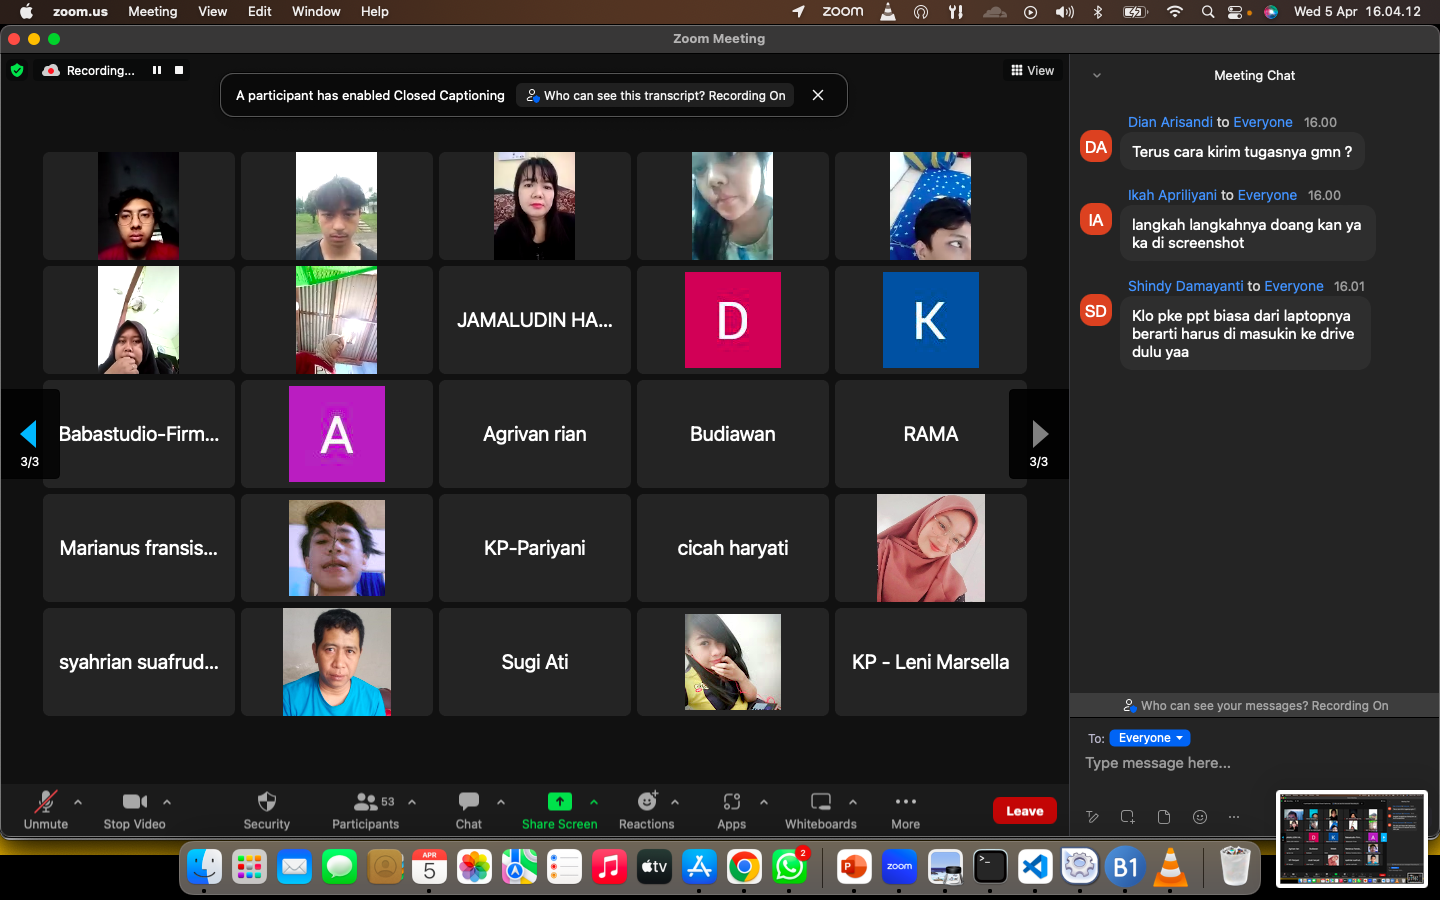 zoom.us Meeting View Edit Window Help
zoom
Wed 5 Apr 16.04.12
Zoom Meeting
Recording...
View
A participant has enabled Closed Captioning
Who can see this transcript? Recording On
JAMALUDIN HA...
D
K
Babastudio-Firm...
A
Agrivan rian
Budiawan
RAMA
3/3
3/3
Marianus fransis...
KP-Pariyani
cicah haryati
syahrian suafrud...
Sugi Ati
KP - Leni Marsella
Meeting Chat
Dian Arisandi to Everyone 16.00
DA
Terus cara kirim tugasnya gmn ?
Ikah Apriliyani to Everyone 16.00
IA
langkah langkahnya doang kan ya
ka di screenshot
Shindy Damayanti to Everyone 16.01
SD
Klo pke ppt biasa dari laptopnya
berarti harus di masukin ke drive
dulu yaa
Who can see your messages? Recording On
To: Everyone
Type message here...
Unmute
Stop Video
Security
53
Participants
Chat
Share Screen
Reactions
Apps
Whiteboards
More
Leave
APR
5
tv
2
P
zoom
B1